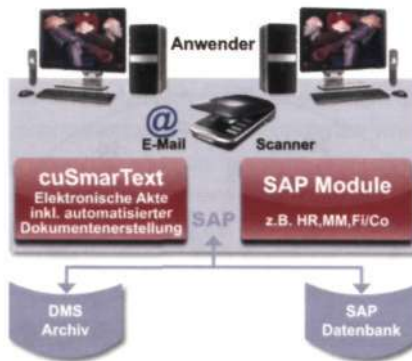 Anwender
@
E-Mail
Scanner
cuSmarText
Elektronische Akte
inkl. automatisierter
Dokumentenerstellung
SAP
SAP Module
z.B. HR,MM,Fi/Co
DMS
Archiv
SAP
Datenbank